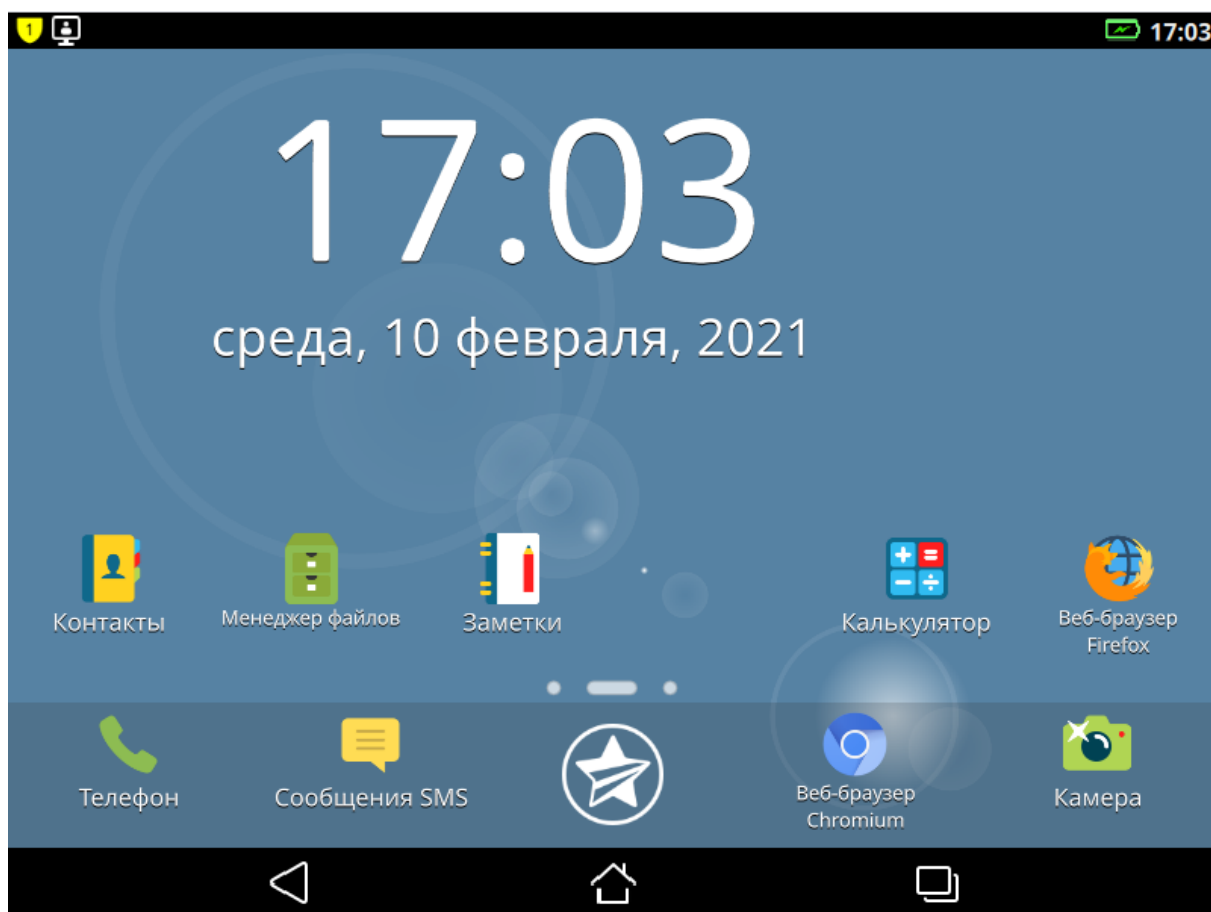 1
17:03
17:03
среда, 10 февраля, 2021
Контакты
Менеджер файлов
Заметки
Калькулятор
Веб-браузер
Firefox
Телефон
Сообщения SMS
Веб-браузер
Chromium
Камера